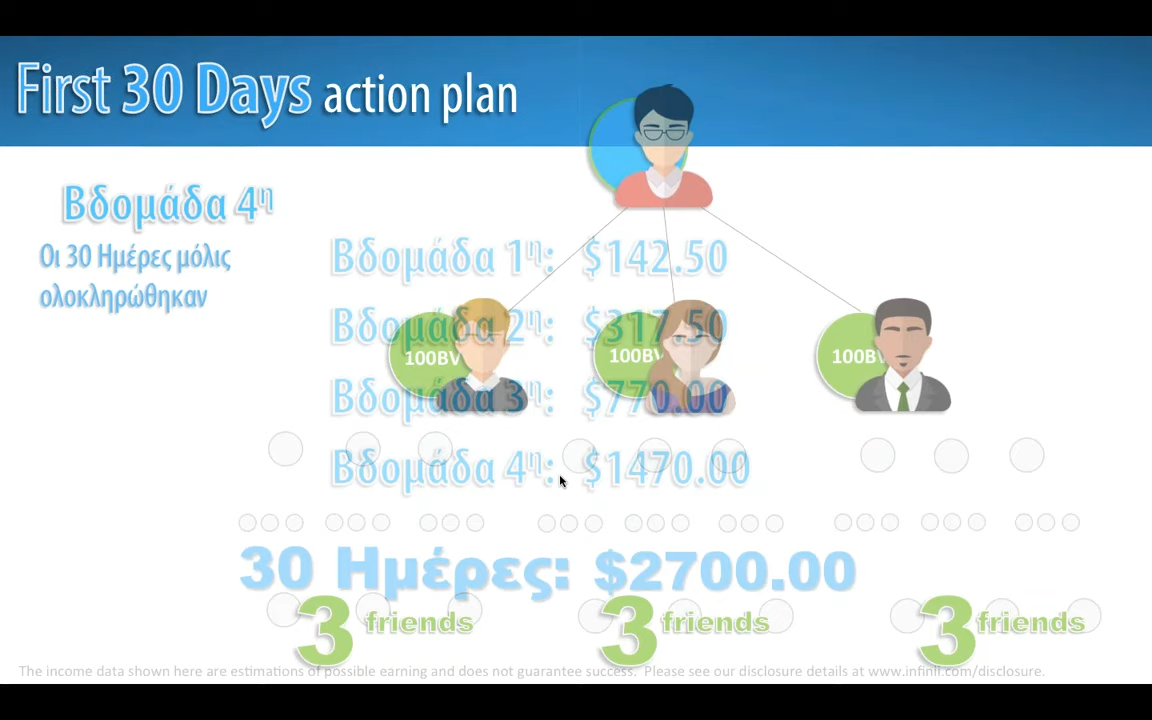 First 30 Days action plan
Βδομάδα 4η
Οι 30 Ημέρες μόλις
ολοκληρώθηκαν
Βδομάδα 1η: $142.50
Βδομάδα 2η: $317.50
100BV 100BV 100BV
Βδομάδα 3η: $770.00
Βδομάδα 4η: $1470.00
30 Ημέρες: $2700.00
3 friends 3 friends 3 friends
The income data shown here are estimations of possible earning and does not guarantee success. Please see our disclosure details at www.infinii.com/disclosure.